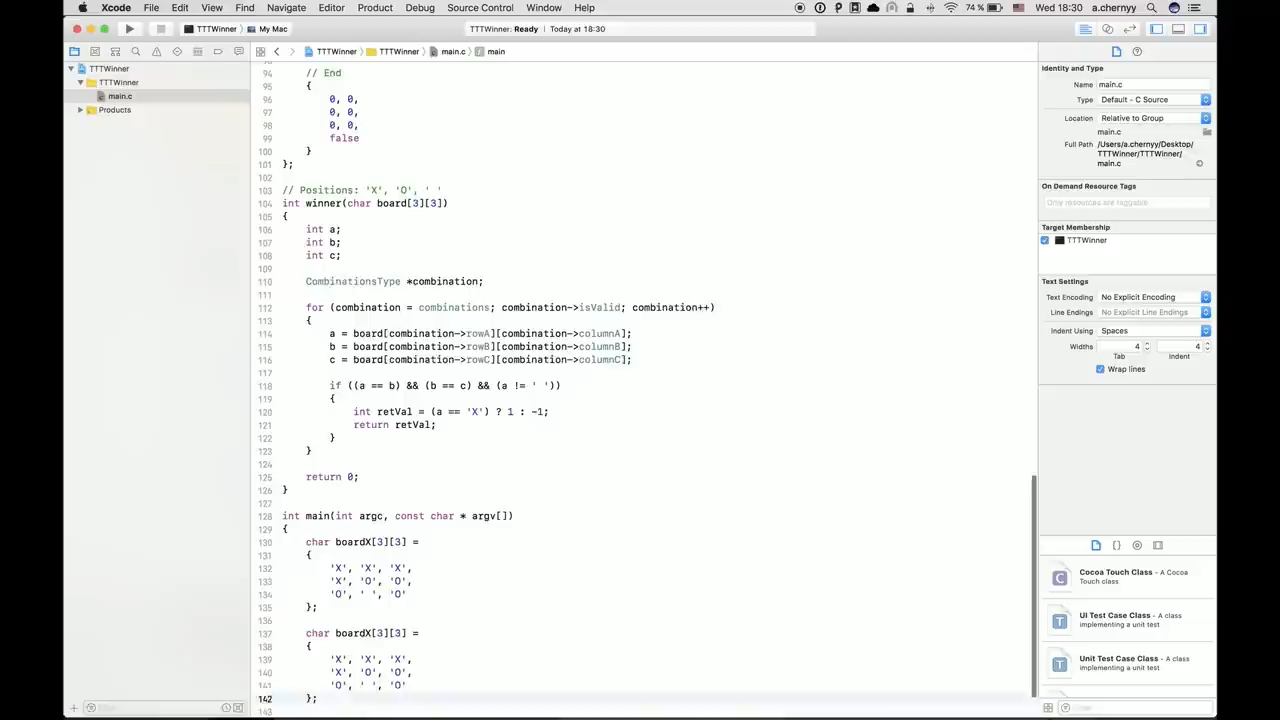 Xcode File Edit View Find Navigate Editor Product Debug Source Control Window Help 74 % Wed 18:30 a.chernyy
TTTWinner My Mac TTTWinner: Ready | Today at 18:30
TTTWinner TTTWinner main.c main
TTTWinner
TTTWinner
main.c
Products
94 // End
95 {
96 0, 0,
97 0, 0,
98 0, 0,
99 false
100 }
101 };
102
103 // Positions: 'X', 'O', ' '
104 int winner(char board[3][3])
105 {
106 int a;
107 int b;
108 int c;
109
110 CombinationsType *combination;
111
112 for (combination = combinations; combination->isValid; combination++)
113 {
114 a = board[combination->rowA][combination->columnA];
115 b = board[combination->rowB][combination->columnB];
116 c = board[combination->rowC][combination->columnC];
117
118 if ((a == b) && (b == c) && (a != ' '))
119 {
120 int retVal = (a == 'X') ? 1 : -1;
121 return retVal;
122 }
123 }
124
125 return 0;
126 }
127
128 int main(int argc, const char * argv[])
129 {
130 char boardX[3][3] =
131 {
132 'X', 'X', 'X',
133 'X', 'O', 'O',
134 'O', ' ', 'O'
135 };
136
137 char boardX[3][3] =
138 {
139 'X', 'X', 'X',
140 'X', 'O', 'O',
141 'O', ' ', 'O'
142 };
143
Identity and Type
Name main.c
Type Default - C Source
Location Relative to Group
main.c
Full Path /Users/a.chernyy/Desktop/
TTTWinner/TTTWinner/
main.c
On Demand Resource Tags
Only resources are taggable
Target Membership
TTTWinner
Text Settings
Text Encoding No Explicit Encoding
Line Endings No Explicit Line Endings
Indent Using Spaces
Widths 4 4
Tab Indent
Wrap lines
Cocoa Touch Class - A Cocoa
Touch class
UI Test Case Class - A class
implementing a unit test
Unit Test Case Class - A class
implementing a unit test